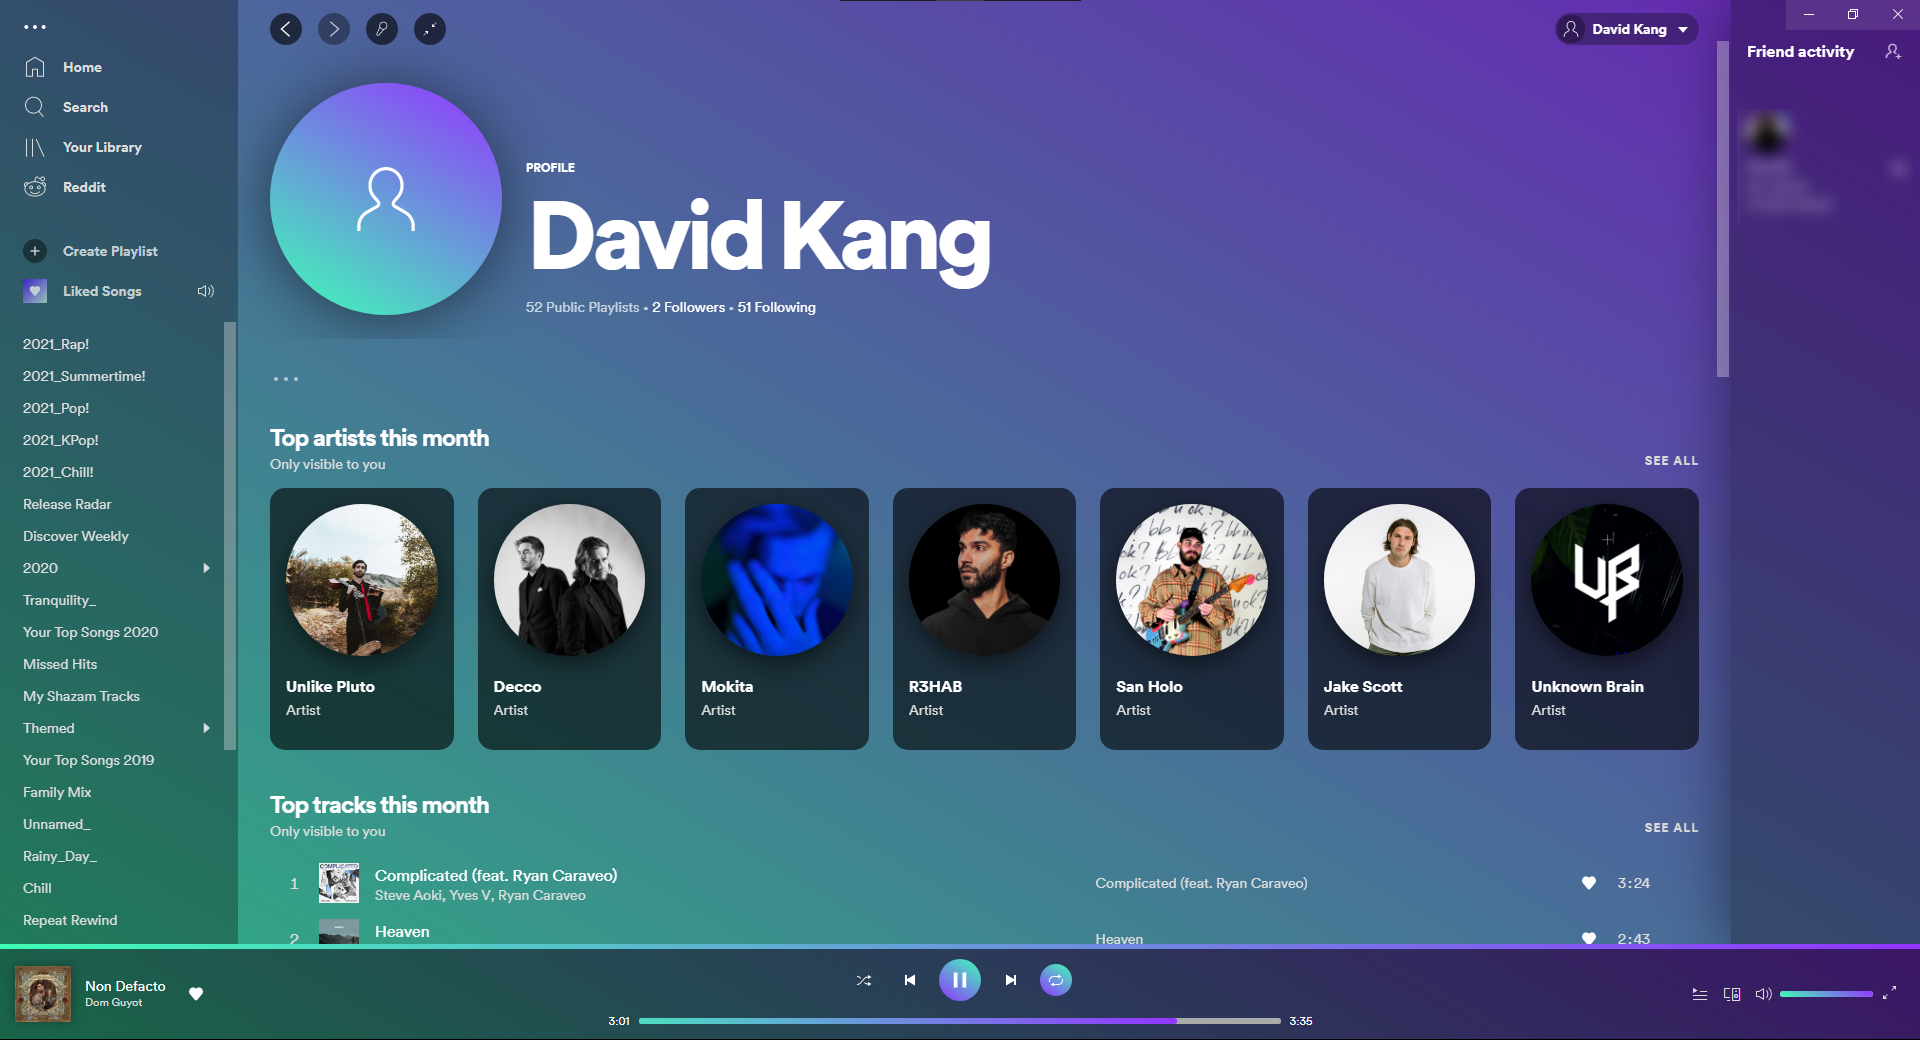 Home
Search
Your Library
Reddit
Create Playlist
Liked Songs
2021_Rap!
2021_Summertime!
2021_Pop!
2021_KPop!
2021_Chill!
Release Radar
Discover Weekly
2020
Tranquility_
Your Top Songs 2020
Missed Hits
My Shazam Tracks
Themed
Your Top Songs 2019
Family Mix
Unnamed_
Rainy_Day_
Chill
Repeat Rewind
David Kang
PROFILE
David Kang
52 Public Playlists • 2 Followers • 51 Following
Top artists this month
Only visible to you
SEE ALL
Unlike Pluto
Artist
Decco
Artist
Mokita
Artist
R3HAB
Artist
San Holo
Artist
Jake Scott
Artist
Unknown Brain
Artist
Top tracks this month
Only visible to you
SEE ALL
1
COMPLICATED
Complicated (feat. Ryan Caraveo)
Steve Aoki, Yves V, Ryan Caraveo
Complicated (feat. Ryan Caraveo)
3:24
2
Heaven
Heaven
2:43
Friend activity
Non Defacto
Dom Guyot
3:01
3:35